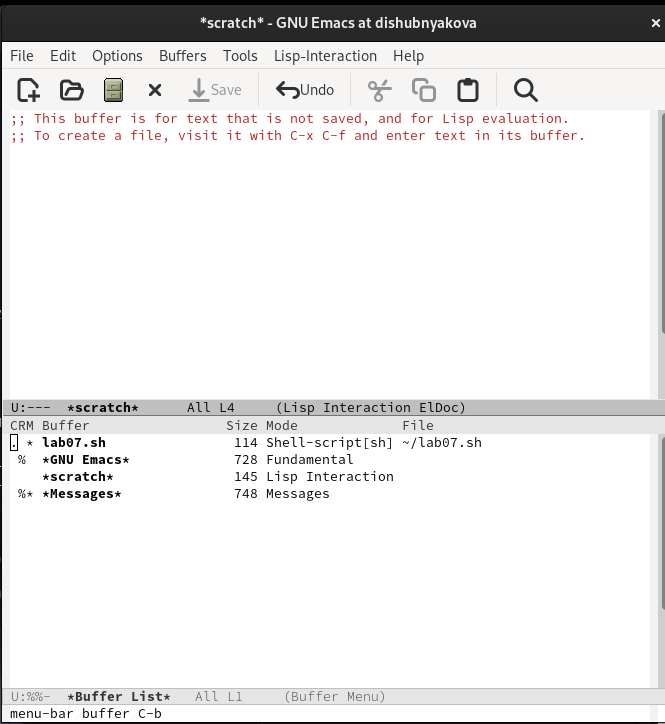 *scratch* - GNU Emacs at dishubnyakova
File Edit Options Buffers Tools Lisp-Interaction Help
Save Undo
;; This buffer is for text that is not saved, and for Lisp evaluation.
;; To create a file, visit it with C-x C-f and enter text in its buffer.
U:--- *scratch* All L4 (Lisp Interaction ElDoc)
CRM Buffer Size Mode File
. * lab07.sh 114 Shell-script[sh] ~/lab07.sh
% *GNU Emacs* 728 Fundamental
*scratch* 145 Lisp Interaction
%* *Messages* 748 Messages
U:%%- *Buffer List* All L1 (Buffer Menu)
menu-bar buffer C-b